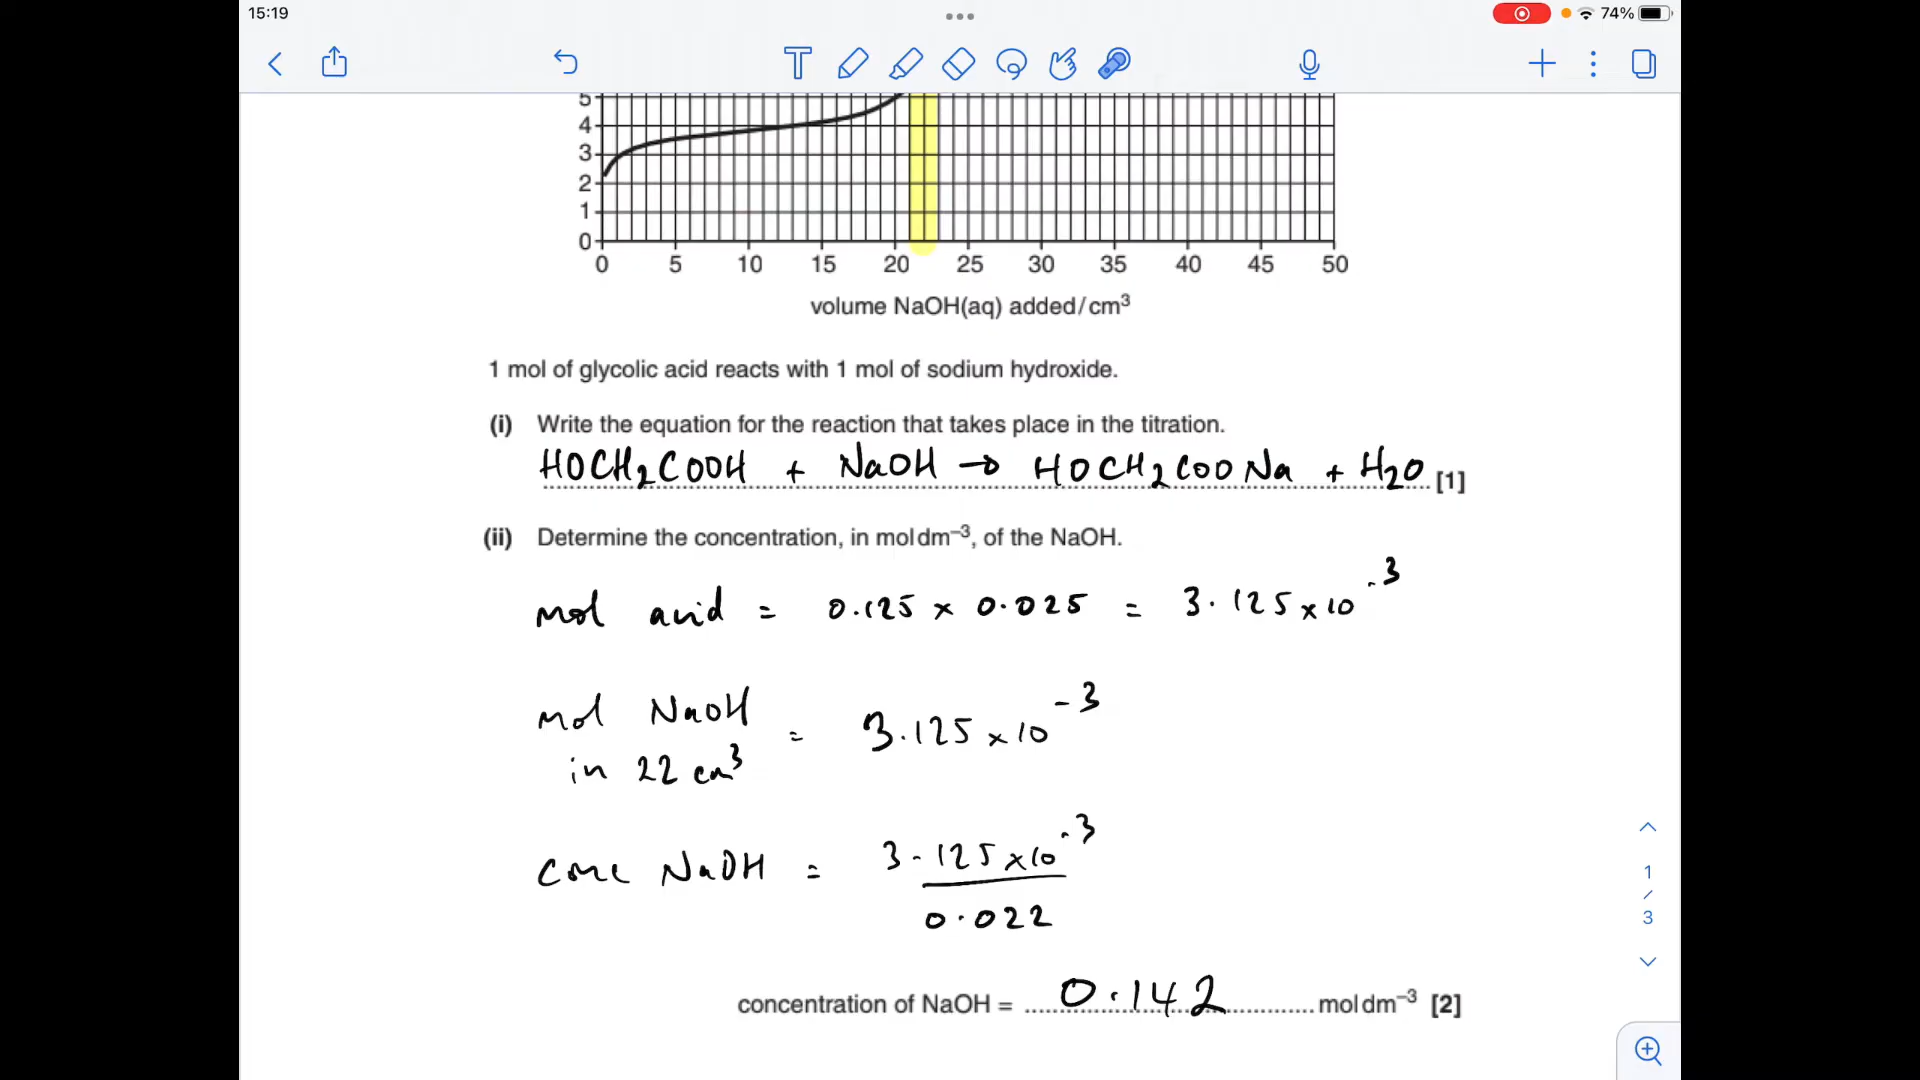 15:19
74%
5
4
3
2
1
0
0 5 10 15 20 25 30 35 40 45 50
volume NaOH(aq) added/cm³
1 mol of glycolic acid reacts with 1 mol of sodium hydroxide.
(i) Write the equation for the reaction that takes place in the titration.
HOCH₂COOH + NaOH → HOCH₂COONa + H₂O [1]
(ii) Determine the concentration, in mol dm⁻³, of the NaOH.
mol acid = 0.125 × 0.025 = 3.125 × 10⁻³
mol NaOH
in 22 cm³ = 3.125 × 10⁻³
conc NaOH = 3.125 × 10⁻³
0.022
concentration of NaOH = 0.142 mol dm⁻³ [2]
1
/
3